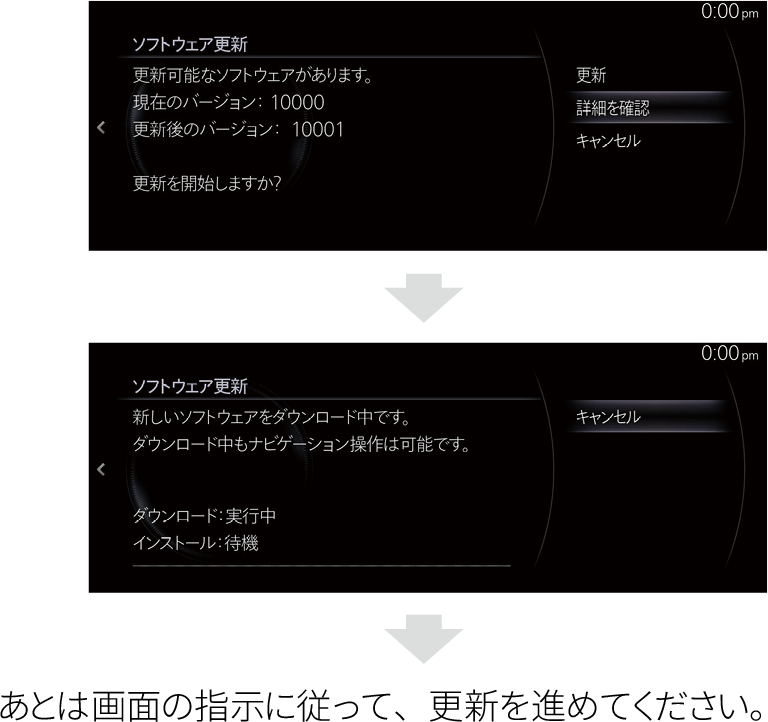 0:00pm
ソフトウェア更新
更新可能なソフトウェアがあります。
現在のバージョン： 10000
更新後のバージョン： 10001
更新を開始しますか?
更新
詳細を確認
キャンセル
0:00pm
ソフトウェア更新
新しいソフトウェアをダウンロード中です。
ダウンロード中もナビゲーション操作は可能です。
ダウンロード：実行中
インストール：待機
キャンセル
あとは画面の指示に従って、更新を進めてください。